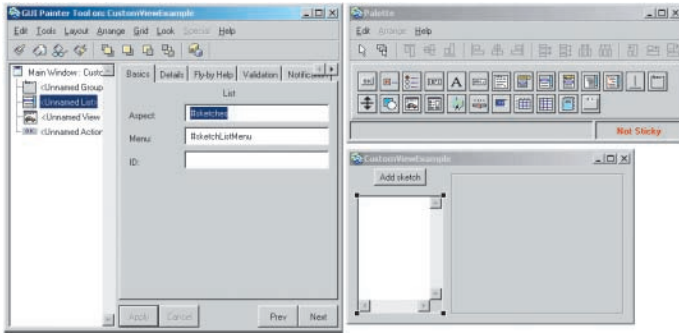 GUI Painter Tool on: CustomViewExample
Edit Tools Layout Arrange Grid Look Special Help
Main Window: Custo
<Unnamed Group
<Unnamed List>
<Unnamed View
<Unnamed Action
Basics Details Fly-by Help Validation Notification
List
Aspect: #sketches
Menu: #sketchListMenu
ID:
Apply Cancel Prev Next
Palette
Edit Arrange Help
Not Sticky
CustomViewExample
Add sketch